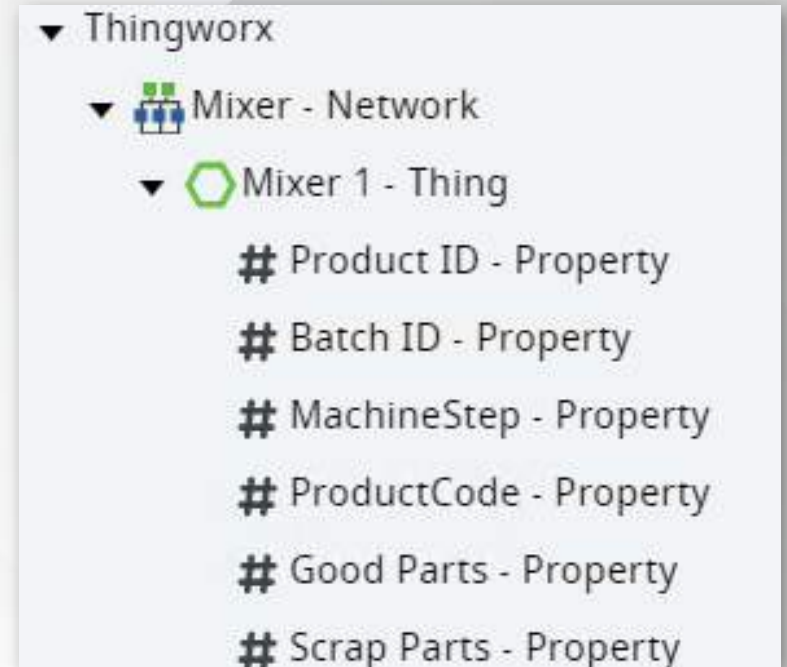 Thingworx
Mixer - Network
Mixer 1 - Thing
Product ID - Property
Batch ID - Property
MachineStep - Property
ProductCode - Property
Good Parts - Property
Scrap Parts - Property